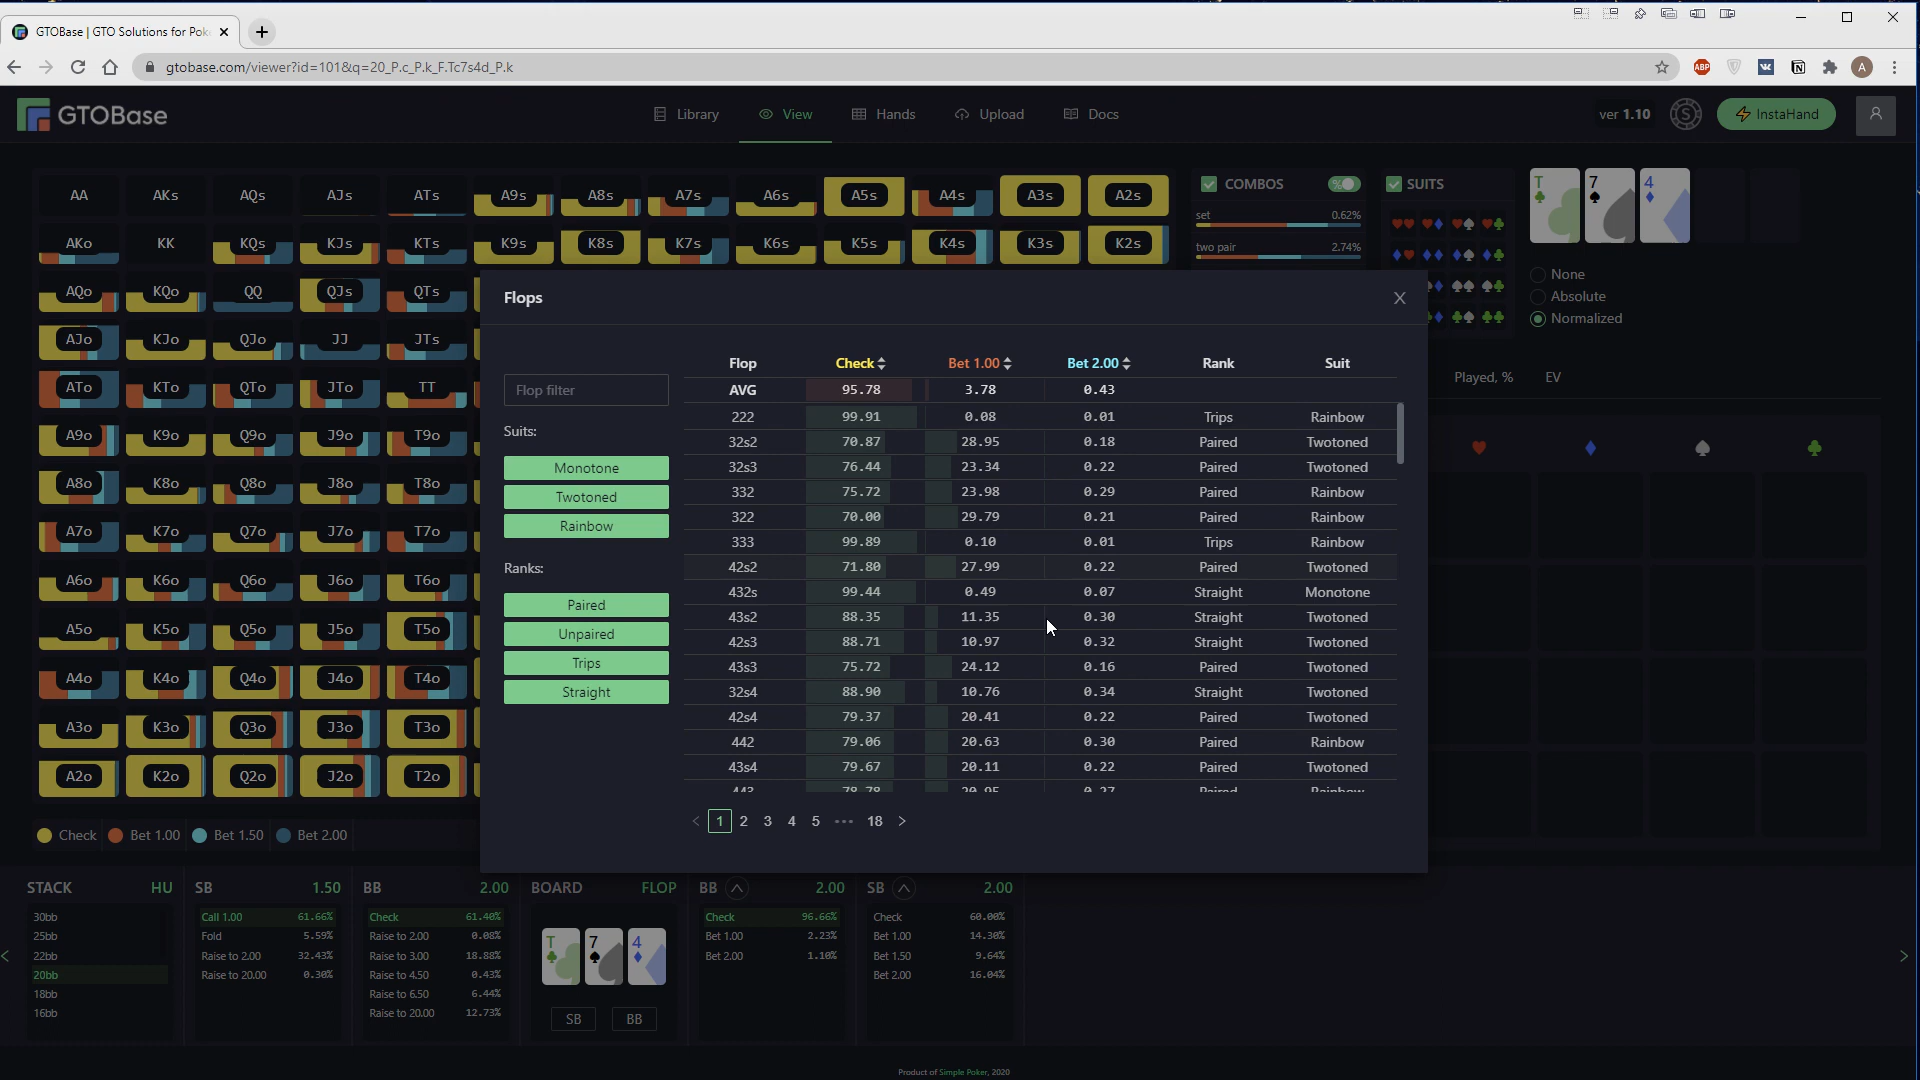 GTOBase | GTO Solutions for Pok
gtobase.com/viewer?id=101&q=20_P.c_P.k_F.Tc7s4d_P.k
ABP
A
GTOBase
Library View Hands Upload Docs
ver 1.10
InstaHand
AA AKs AQs AJs ATs A9s A8s A7s A6s A5s A4s A3s A2s
AKo KK KQs KJs KTs K9s K8s K7s K6s K5s K4s K3s K2s
AQo KQo QQ QJs QTs
AJo KJo QJo JJ JTs
ATo KTo QTo JTo TT
A9o K9o Q9o J9o T9o
A8o K8o Q8o J8o T8o
A7o K7o Q7o J7o T7o
A6o K6o Q6o J6o T6o
A5o K5o Q5o J5o T5o
A4o K4o Q4o J4o T4o
A3o K3o Q3o J3o T3o
A2o K2o Q2o J2o T2o
Check Bet 1.00 Bet 1.50 Bet 2.00
COMBOS %
set 0.62%
two pair 2.74%
SUITS
T 7 4
None
Absolute
Normalized
Played, % EV
Flops
Flop filter
Suits:
Monotone
Twotoned
Rainbow
Ranks:
Paired
Unpaired
Trips
Straight
Flop Check Bet 1.00 Bet 2.00 Rank Suit
AVG 95.78 3.78 0.43
222 99.91 0.08 0.01 Trips Rainbow
32s2 70.87 28.95 0.18 Paired Twotoned
32s3 76.44 23.34 0.22 Paired Twotoned
332 75.72 23.98 0.29 Paired Rainbow
322 70.00 29.79 0.21 Paired Rainbow
333 99.89 0.10 0.01 Trips Rainbow
42s2 71.80 27.99 0.22 Paired Twotoned
432s 99.44 0.49 0.07 Straight Monotone
43s2 88.35 11.35 0.30 Straight Twotoned
42s3 88.71 10.97 0.32 Straight Twotoned
43s3 75.72 24.12 0.16 Paired Twotoned
32s4 88.90 10.76 0.34 Straight Twotoned
42s4 79.37 20.41 0.22 Paired Twotoned
442 79.06 20.63 0.30 Paired Rainbow
43s4 79.67 20.11 0.22 Paired Twotoned
443 78.78 20.95 0.27 Paired Rainbow
1 2 3 4 5 ••• 18
STACK HU
30bb
25bb
22bb
20bb
18bb
16bb
SB 1.50
Call 1.00 61.66%
Fold 5.59%
Raise to 2.00 32.43%
Raise to 20.00 0.30%
BB 2.00
Check 61.40%
Raise to 2.00 0.08%
Raise to 3.00 18.88%
Raise to 4.50 0.43%
Raise to 6.50 6.44%
Raise to 20.00 12.73%
BOARD FLOP
T 7 4
SB BB
BB 2.00
Check 96.66%
Bet 1.00 2.23%
Bet 2.00 1.10%
SB 2.00
Check 60.00%
Bet 1.00 14.30%
Bet 1.50 9.64%
Bet 2.00 16.04%
Product of Simple Poker, 2020